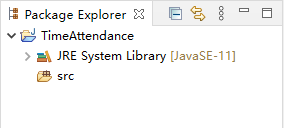 Package Explorer
TimeAttendance
JRE System Library [JavaSE-11]
src